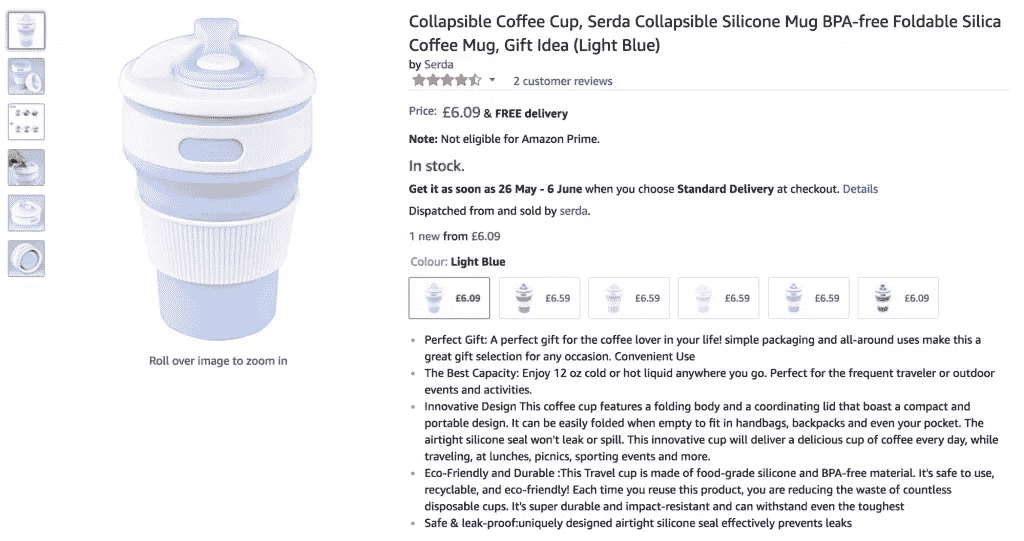 Collapsible Coffee Cup, Serda Collapsible Silicone Mug BPA-free Foldable Silica
Coffee Mug, Gift Idea (Light Blue)
by Serda
2 customer reviews
Price: £6.09 & FREE delivery
Note: Not eligible for Amazon Prime.
In stock.
Get it as soon as 26 May - 6 June when you choose Standard Delivery at checkout. Details
Dispatched from and sold by serda.
1 new from £6.09
Colour: Light Blue
£6.09 £6.59 £6.59 £6.59 £6.59 £6.09
Roll over image to zoom in
• Perfect Gift: A perfect gift for the coffee lover in your life! simple packaging and all-around uses make this a
great gift selection for any occasion. Convenient Use
• The Best Capacity: Enjoy 12 oz cold or hot liquid anywhere you go. Perfect for the frequent traveler or outdoor
events and activities.
• Innovative Design This coffee cup features a folding body and a coordinating lid that boast a compact and
portable design. It can be easily folded when empty to fit in handbags, backpacks and even your pocket. The
airtight silicone seal won't leak or spill. This innovative cup will deliver a delicious cup of coffee every day, while
traveling, at lunches, picnics, sporting events and more.
• Eco-Friendly and Durable :This Travel cup is made of food-grade silicone and BPA-free material. It's safe to use,
recyclable, and eco-friendly! Each time you reuse this product, you are reducing the waste of countless
disposable cups. It's super durable and impact-resistant and can withstand even the toughest
• Safe & leak-proof:uniquely designed airtight silicone seal effectively prevents leaks